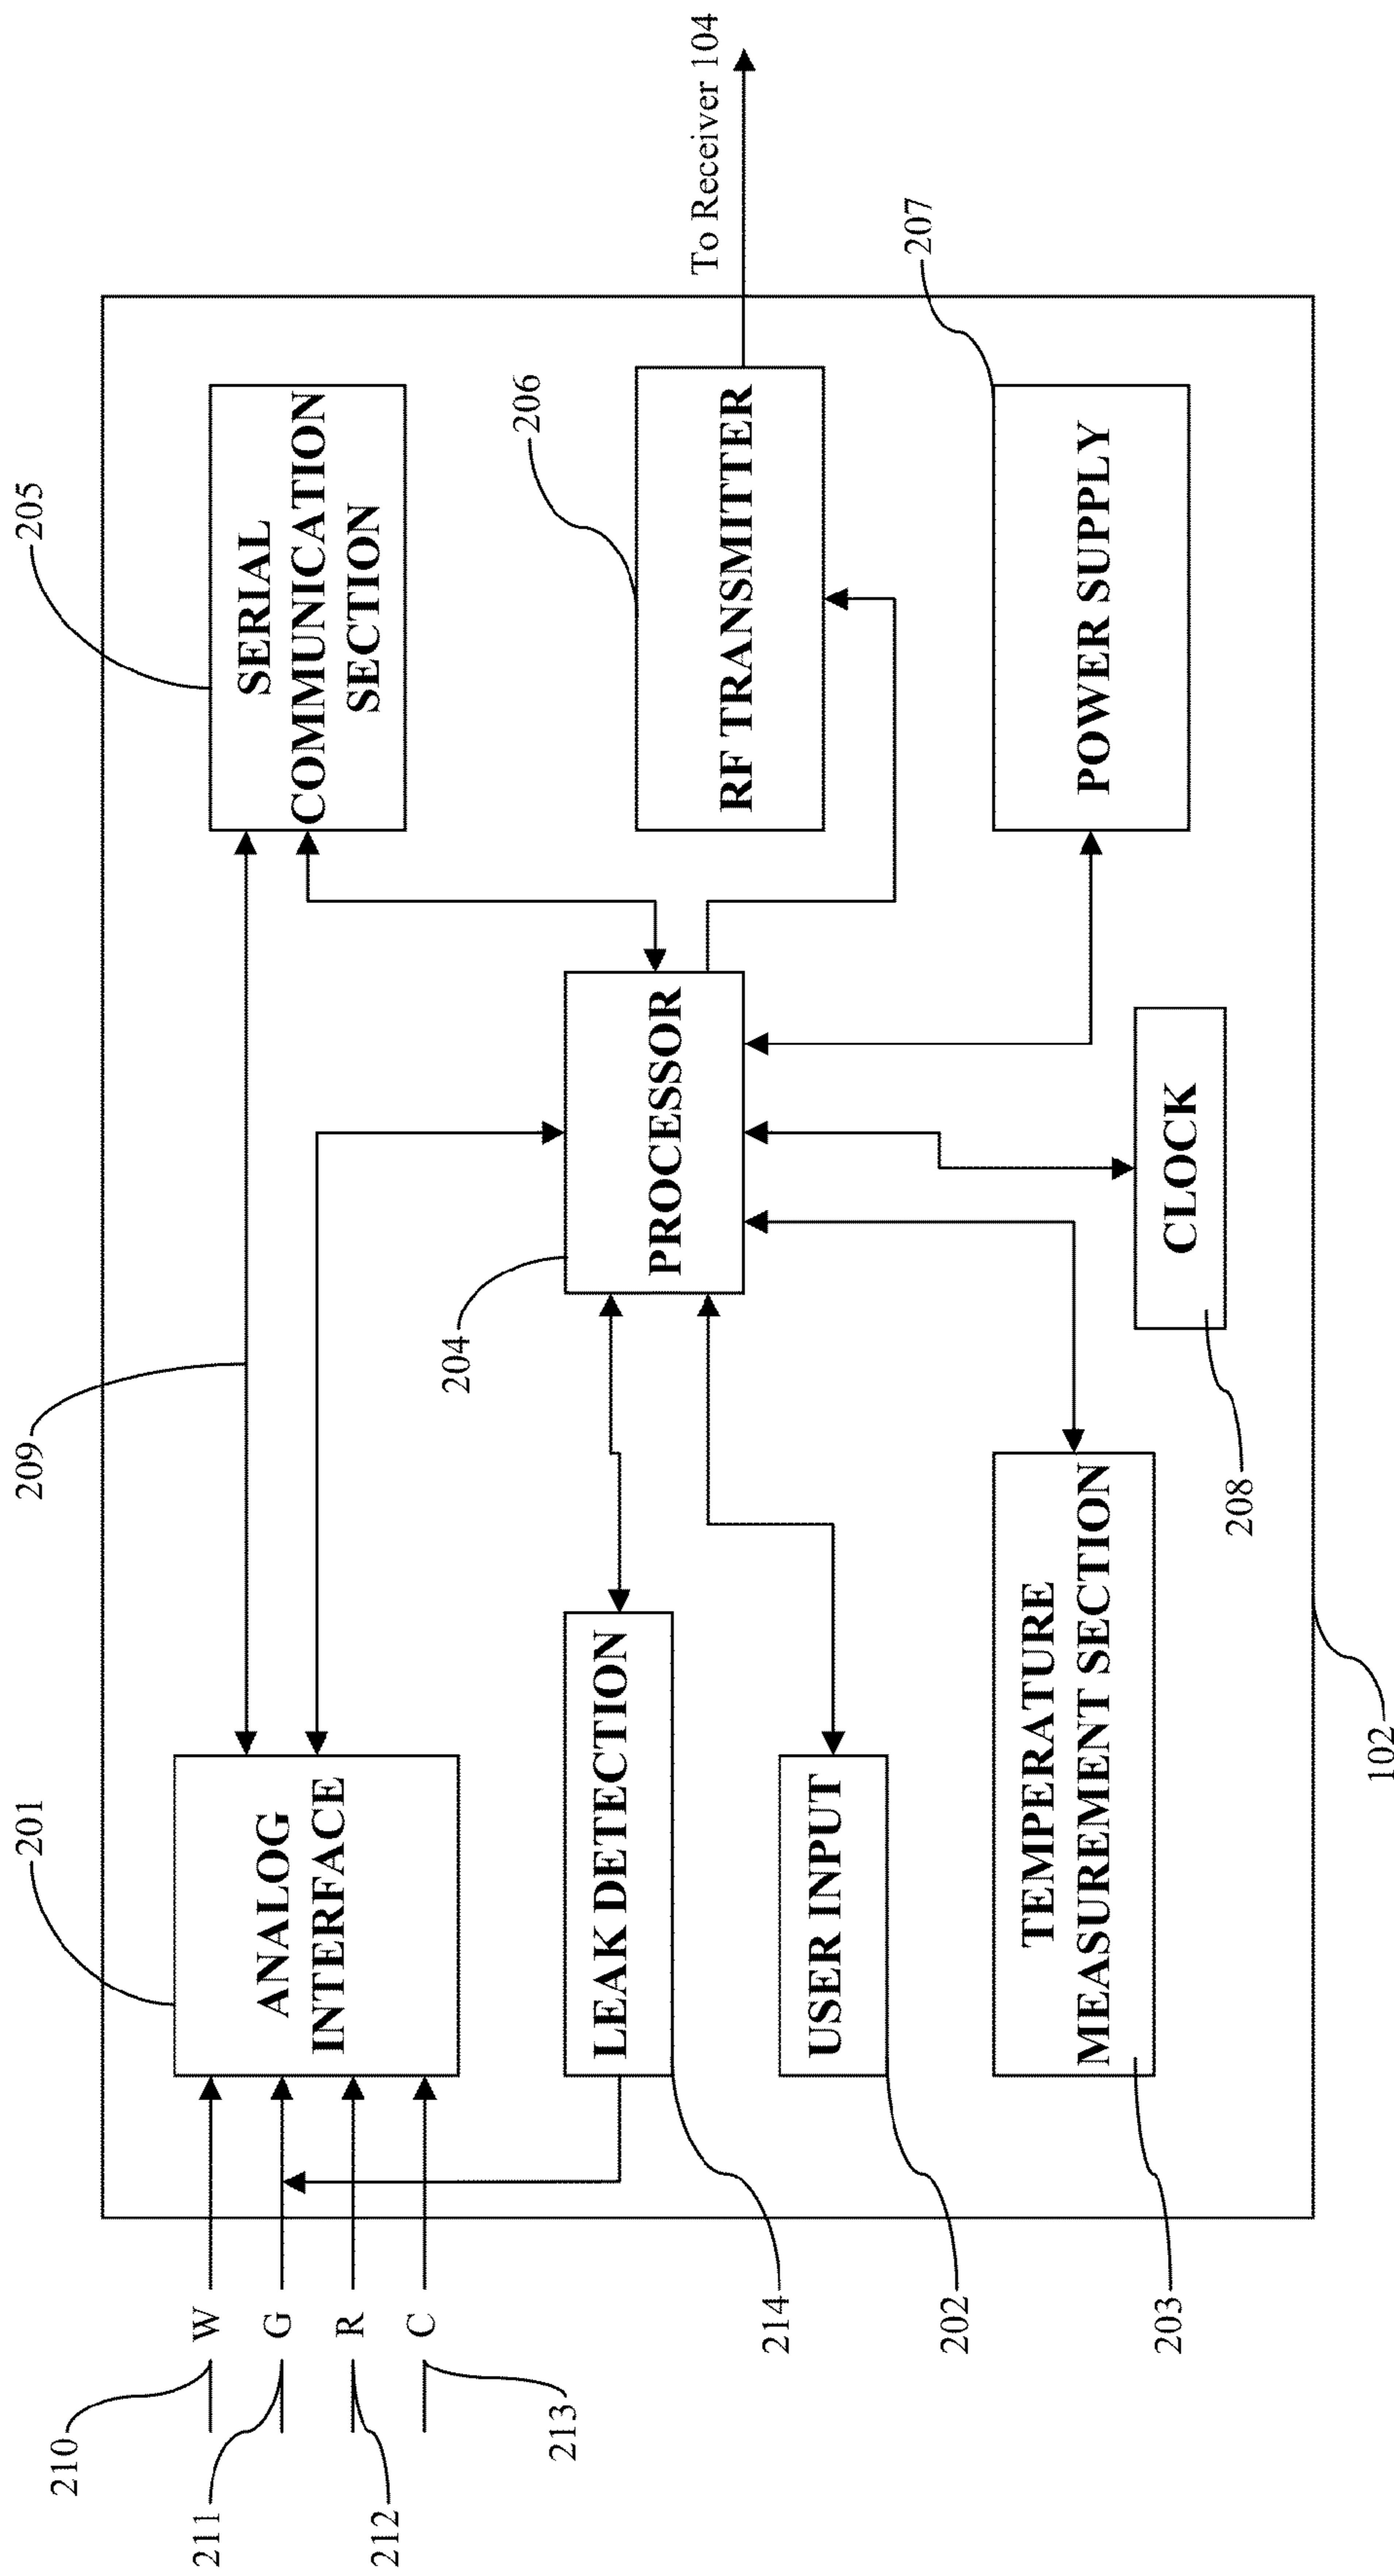 205
SERIAL
COMMUNICATION
SECTION
209
201
ANALOG
INTERFACE
210
W
211
G
212
R
213
C
206
RF TRANSMITTER
To Receiver 104
204
PROCESSOR
LEAK DETECTION
214
USER INPUT
202
207
POWER SUPPLY
TEMPERATURE
MEASUREMENT SECTION
203
CLOCK
208
102